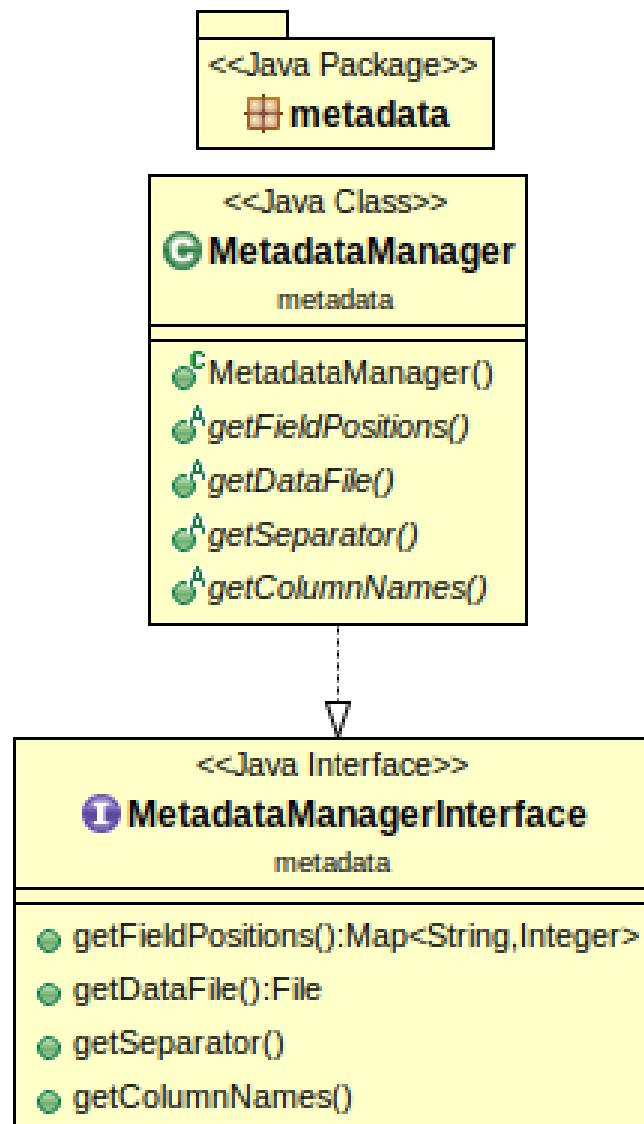 <<Java Package>>
metadata
<<Java Class>>
C MetadataManager
metadata
C MetadataManager()
A getFieldPositions()
A getDataFile()
A getSeparator()
A getColumnNames()
<<Java Interface>>
I MetadataManagerInterface
metadata
getFieldPositions():Map<String,Integer>
getDataFile():File
getSeparator()
getColumnNames()